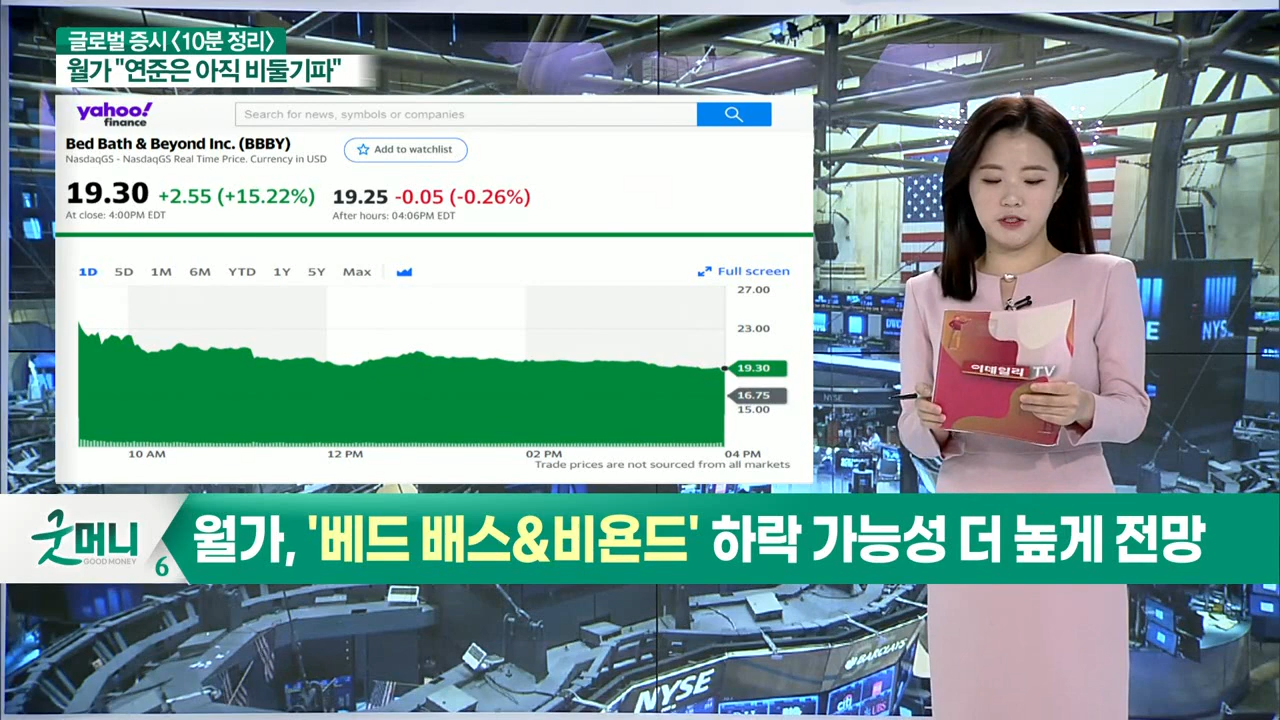 글로벌 증시 <10분 정리>
월가 "연준은 아직 비둘기파"
yahoo!
finance
Search for news, symbols or companies
Bed Bath & Beyond Inc. (BBBY)
NasdaqGS - NasdaqGS Real Time Price. Currency in USD
Add to watchlist
19.30 +2.55 (+15.22%)
At close: 4:00PM EDT
19.25 -0.05 (-0.26%)
After hours: 04:06PM EDT
1D 5D 1M 6M YTD 1Y 5Y Max
Full screen
27.00
23.00
19.30
16.75
15.00
10 AM 12 PM 02 PM 04 PM
Trade prices are not sourced from all markets
이데일리 TV
NYS
굿머니
GOOD MONEY
6
월가, '베드 배스&비욘드' 하락 가능성 더 높게 전망
NYSE
BARCLAYS
citi
UBS